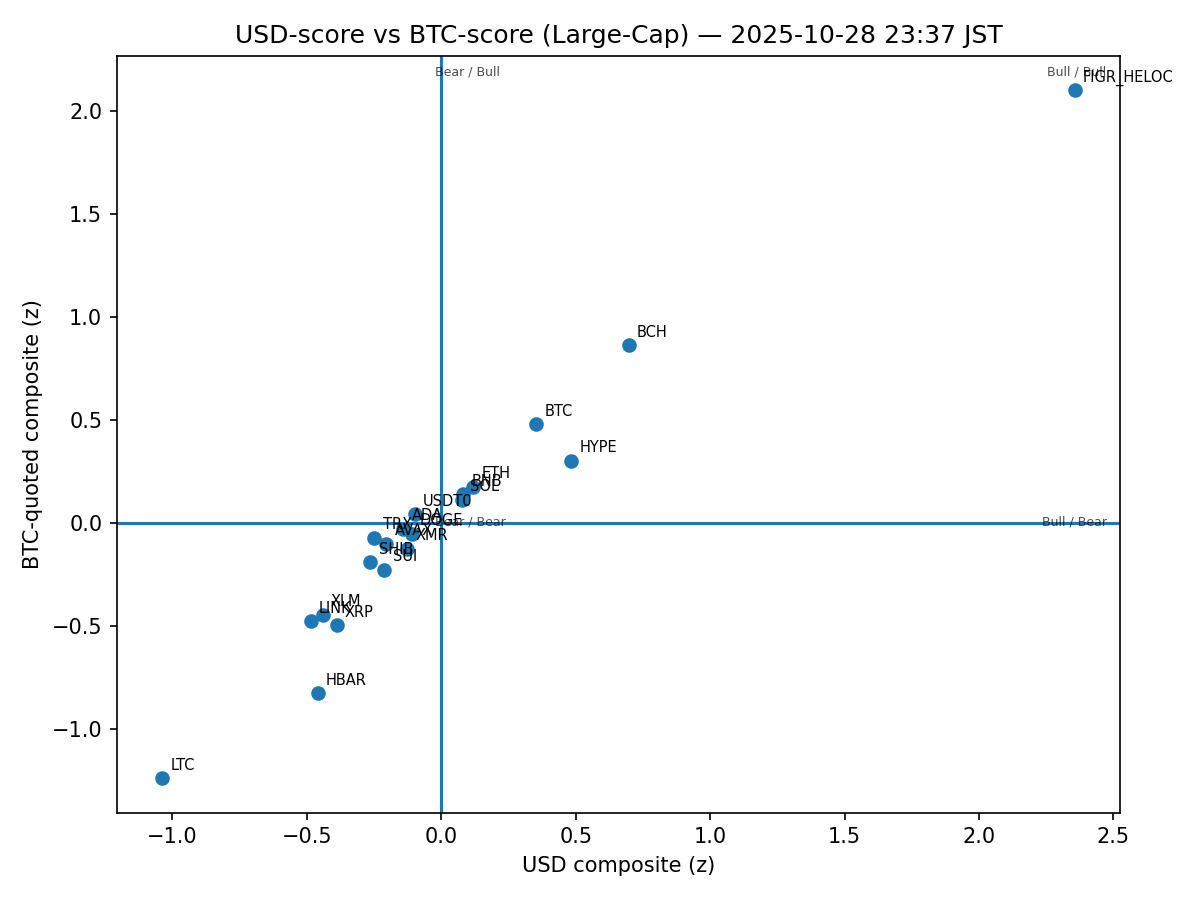 USD-score vs BTC-score (Large-Cap) — 2025-10-28 23:37 JST
Bear / Bull
Bull / Bull
FIGR_HELOC
BCH
BTC
HYPE
ETH
BNB
SOL
USDT0
ADA
DOGE
TRX
Bear / Bear
Bull / Bear
AVAX
XMR
SHIB
SUI
XLM
LINK
XRP
HBAR
LTC
2.0
1.5
1.0
0.5
0.0
−0.5
−1.0
BTC-quoted composite (z)
−1.0
−0.5
0.0
0.5
1.0
1.5
2.0
2.5
USD composite (z)